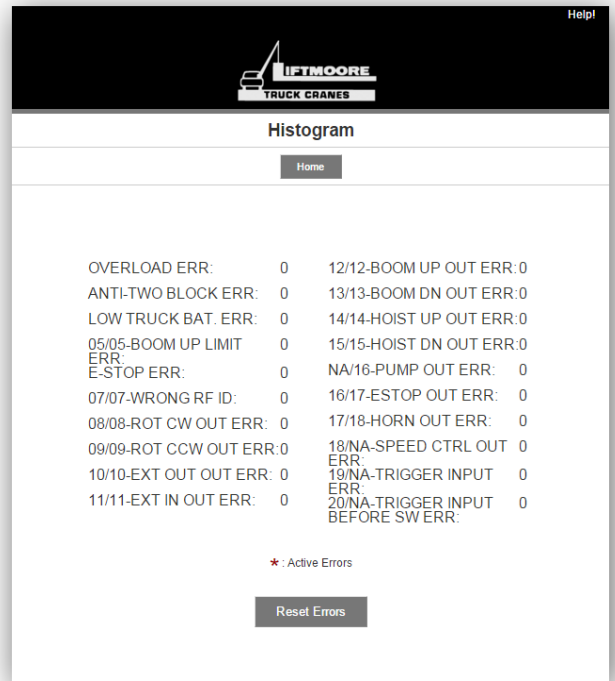 Help!
LIFTMOORE
TRUCK CRANES
Histogram
Home
OVERLOAD ERR: 0
ANTI-TWO BLOCK ERR: 0
LOW TRUCK BAT. ERR: 0
05/05-BOOM UP LIMIT 0
ERR:
E-STOP ERR: 0
07/07-WRONG RF ID: 0
08/08-ROT CW OUT ERR: 0
09/09-ROT CCW OUT ERR: 0
10/10-EXT OUT OUT ERR: 0
11/11-EXT IN OUT ERR: 0
12/12-BOOM UP OUT ERR: 0
13/13-BOOM DN OUT ERR: 0
14/14-HOIST UP OUT ERR: 0
15/15-HOIST DN OUT ERR: 0
NA/16-PUMP OUT ERR: 0
16/17-ESTOP OUT ERR: 0
17/18-HORN OUT ERR: 0
18/NA-SPEED CTRL OUT 0
ERR:
19/NA-TRIGGER INPUT 0
ERR:
20/NA-TRIGGER INPUT 0
BEFORE SW ERR:
* : Active Errors
Reset Errors